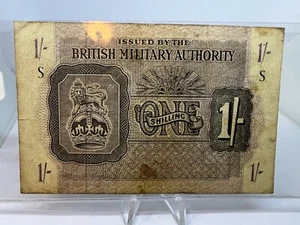 1/- ISSUED BY THE 1/-
S BRITISH MILITARY AUTHORITY S
ONE
SHILLING
1/-
1/- 1/-